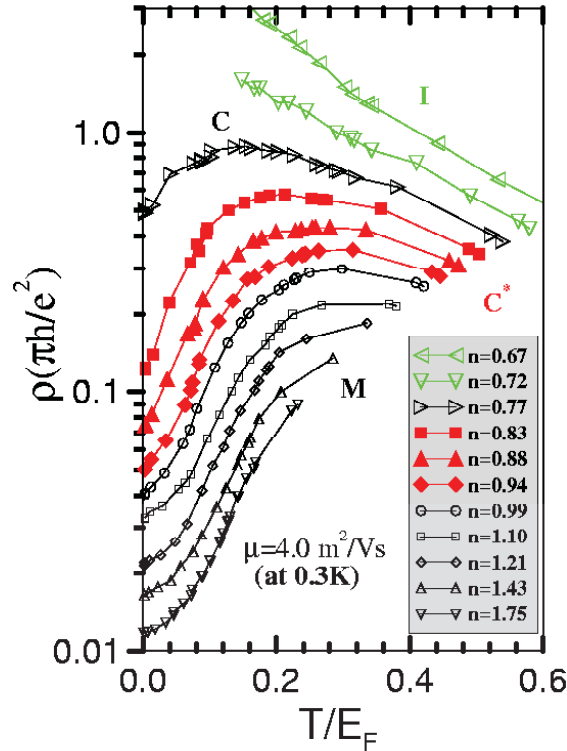 ρ(πh/e²)
1.0
0.1
0.01
C
I
C*
M
μ=4.0 m²/Vs
(at 0.3K)
n=0.67
n=0.72
n=0.77
n=0.83
n=0.88
n=0.94
n=0.99
n=1.10
n=1.21
n=1.43
n=1.75
0.0 0.2 0.4 0.6
T/E_F